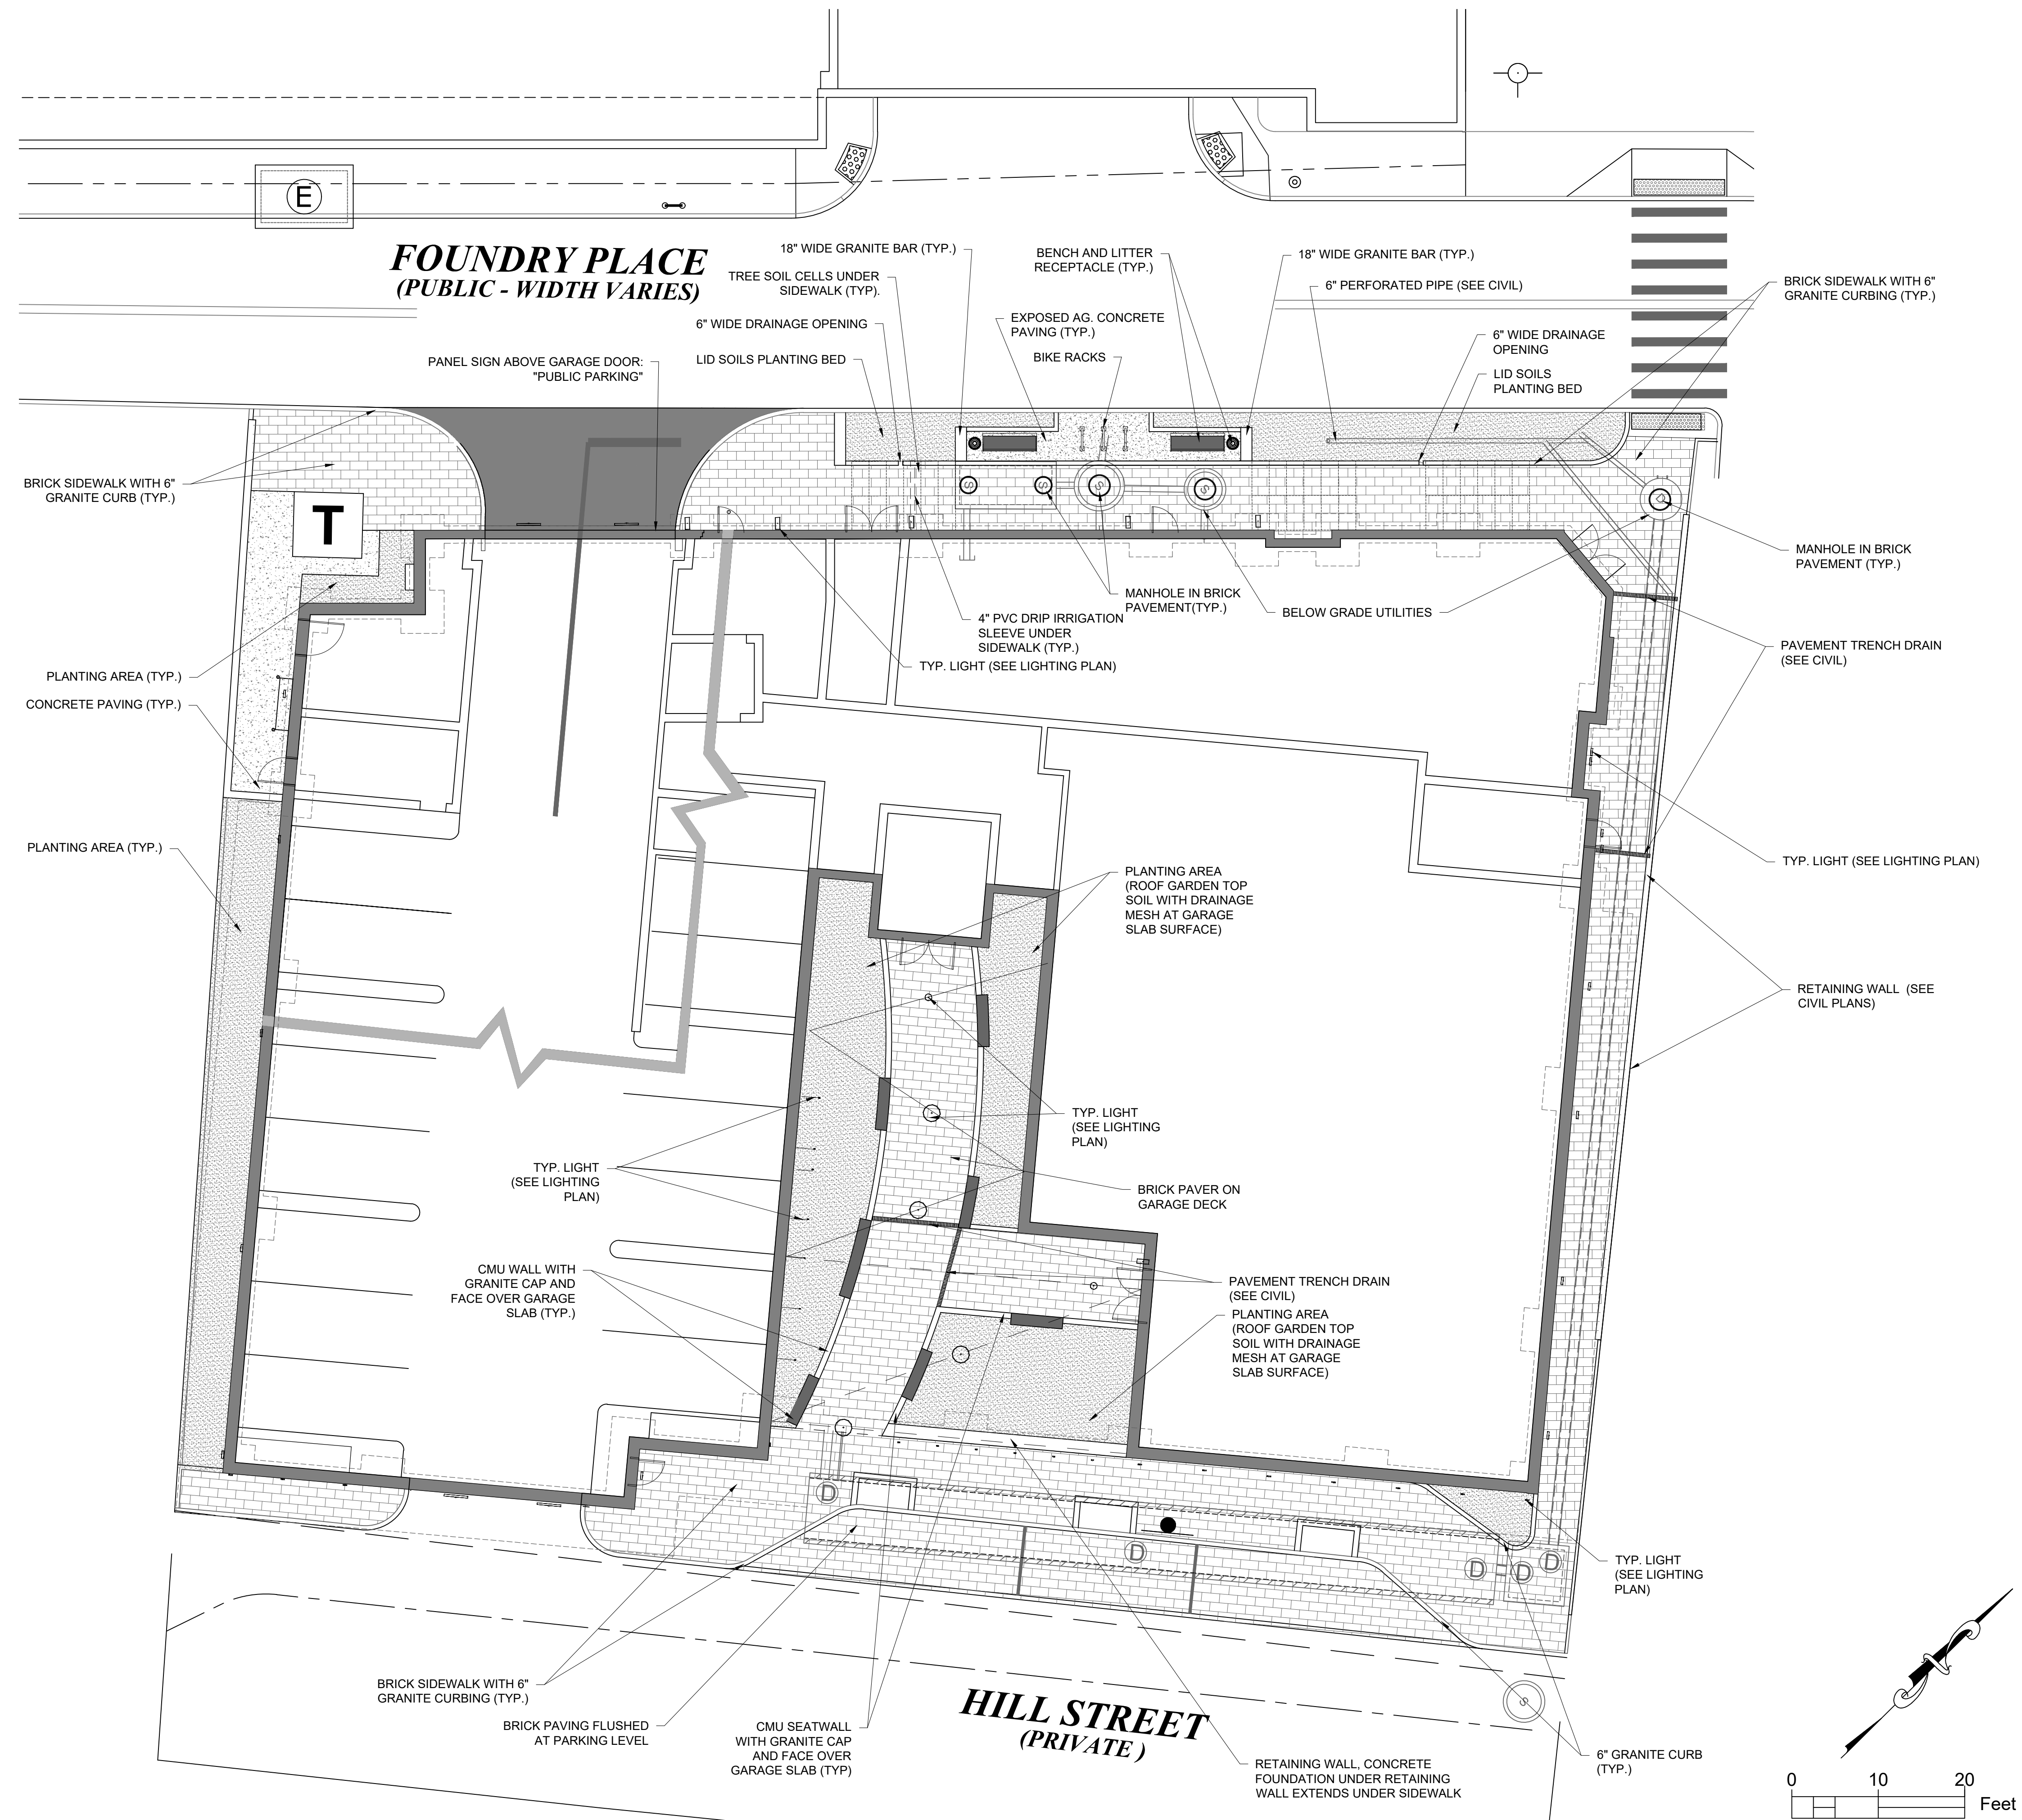 E
FOUNDRY PLACE
(PUBLIC - WIDTH VARIES)
18" WIDE GRANITE BAR (TYP.)
TREE SOIL CELLS UNDER
SIDEWALK (TYP).
6" WIDE DRAINAGE OPENING
LID SOILS PLANTING BED
PANEL SIGN ABOVE GARAGE DOOR:
"PUBLIC PARKING"
BENCH AND LITTER
RECEPTACLE (TYP.)
EXPOSED AG. CONCRETE
PAVING (TYP.)
BIKE RACKS
18" WIDE GRANITE BAR (TYP.)
6" PERFORATED PIPE (SEE CIVIL)
6" WIDE DRAINAGE
OPENING
LID SOILS
PLANTING BED
BRICK SIDEWALK WITH 6"
GRANITE CURBING (TYP.)
BRICK SIDEWALK WITH 6"
GRANITE CURB (TYP.)
T
S
S
S
S
D
MANHOLE IN BRICK
PAVEMENT (TYP.)
MANHOLE IN BRICK
PAVEMENT(TYP.)
BELOW GRADE UTILITIES
4" PVC DRIP IRRIGATION
SLEEVE UNDER
SIDEWALK (TYP.)
TYP. LIGHT (SEE LIGHTING PLAN)
PAVEMENT TRENCH DRAIN
(SEE CIVIL)
PLANTING AREA (TYP.)
CONCRETE PAVING (TYP.)
PLANTING AREA (TYP.)
TYP. LIGHT (SEE LIGHTING PLAN)
PLANTING AREA
(ROOF GARDEN TOP
SOIL WITH DRAINAGE
MESH AT GARAGE
SLAB SURFACE)
RETAINING WALL (SEE
CIVIL PLANS)
TYP. LIGHT
(SEE LIGHTING
PLAN)
TYP. LIGHT
(SEE LIGHTING
PLAN)
BRICK PAVER ON
GARAGE DECK
CMU WALL WITH
GRANITE CAP AND
FACE OVER GARAGE
SLAB (TYP.)
PAVEMENT TRENCH DRAIN
(SEE CIVIL)
PLANTING AREA
(ROOF GARDEN TOP
SOIL WITH DRAINAGE
MESH AT GARAGE
SLAB SURFACE)
D
D
D
D
D
TYP. LIGHT
(SEE LIGHTING
PLAN)
BRICK SIDEWALK WITH 6"
GRANITE CURBING (TYP.)
BRICK PAVING FLUSHED
AT PARKING LEVEL
CMU SEATWALL
WITH GRANITE CAP
AND FACE OVER
GARAGE SLAB (TYP)
HILL STREET
(PRIVATE )
S
RETAINING WALL, CONCRETE
FOUNDATION UNDER RETAINING
WALL EXTENDS UNDER SIDEWALK
6" GRANITE CURB
(TYP.)
N
0 10 20
Feet